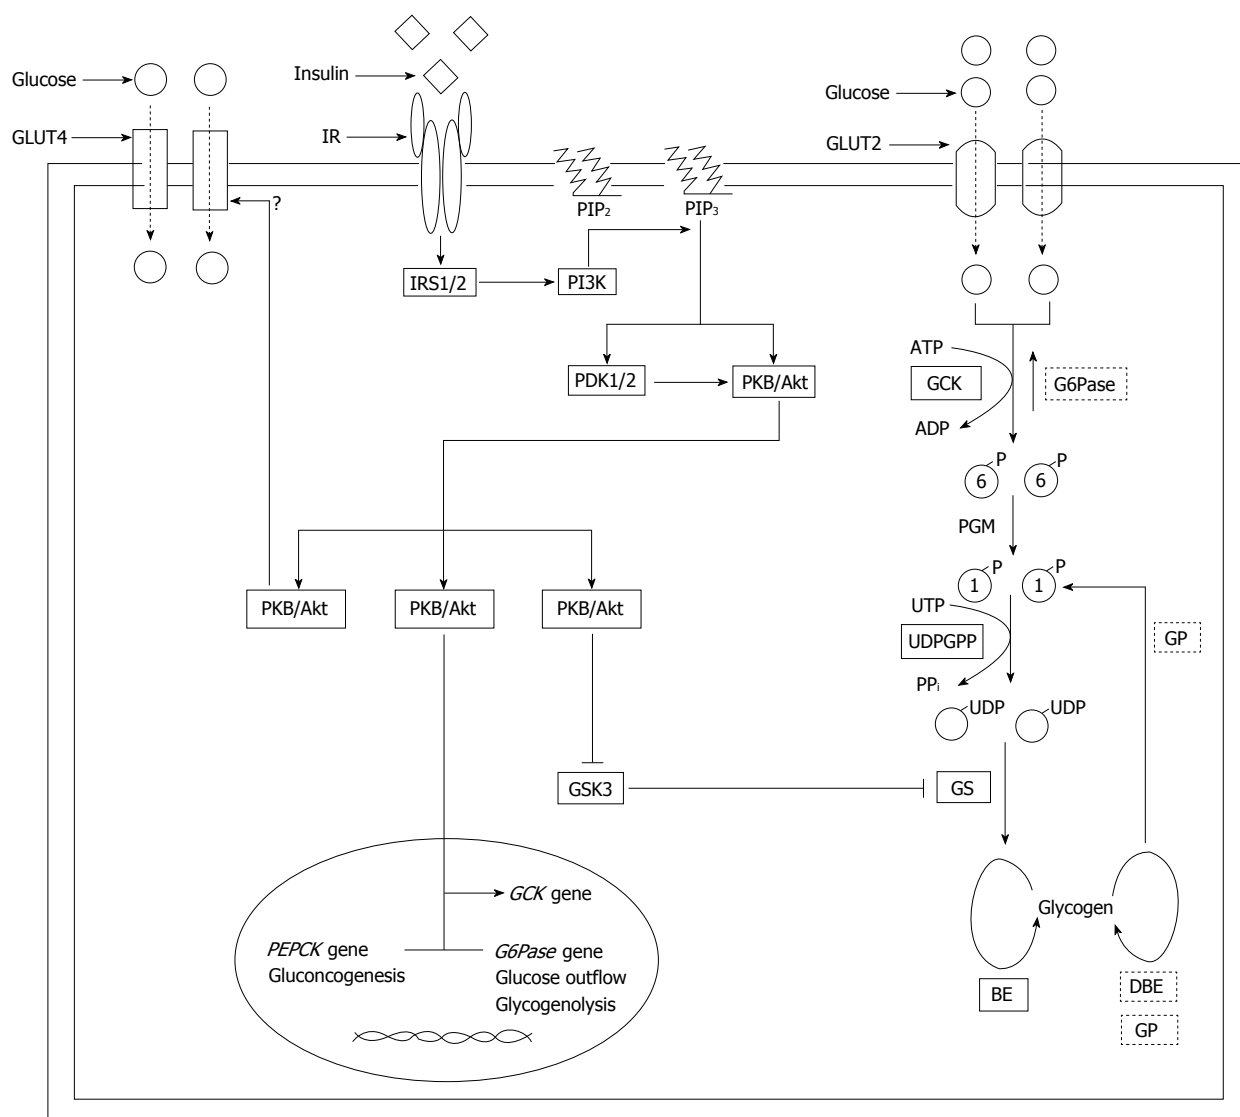 Glucose
GLUT4
Insulin
IR
Glucose
GLUT2
?
PIP₂
PIP₃
IRS1/2
PI3K
PDK1/2
PKB/Akt
ATP
GCK
G6Pase
ADP
P
P
6
6
PGM
P
P
1
1
PKB/Akt
PKB/Akt
PKB/Akt
UTP
UDPGPP
GP
PPᵢ
UDP
UDP
GSK3
GS
GCK gene
Glycogen
PEPCK gene
Gluconcogenesis
G6Pase gene
Glucose outflow
Glycogenolysis
BE
DBE
GP